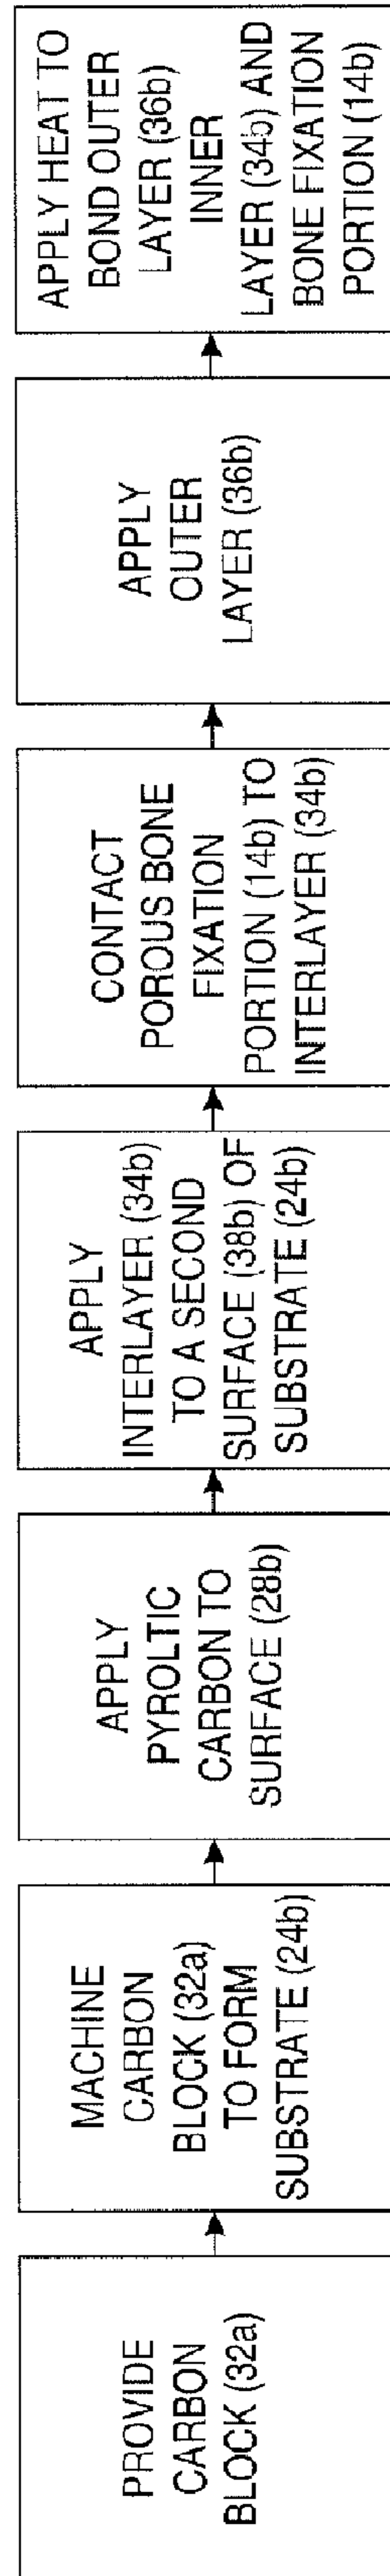 PROVIDE
CARBON
BLOCK (32a)
MACHINE
CARBON
BLOCK (32a)
TO FORM
SUBSTRATE (24b)
APPLY
PYROLTIC
CARBON TO
SURFACE (28b)
APPLY
INTERLAYER (34b)
TO A SECOND
SURFACE (38b) OF
SUBSTRATE (24b)
CONTACT
POROUS BONE
FIXATION
PORTION (14b) TO
INTERLAYER (34b)
APPLY
OUTER
LAYER (36b)
APPLY HEAT TO
BOND OUTER
LAYER (36b)
INNER
LAYER (34b) AND
BONE FIXATION
PORTION (14b)